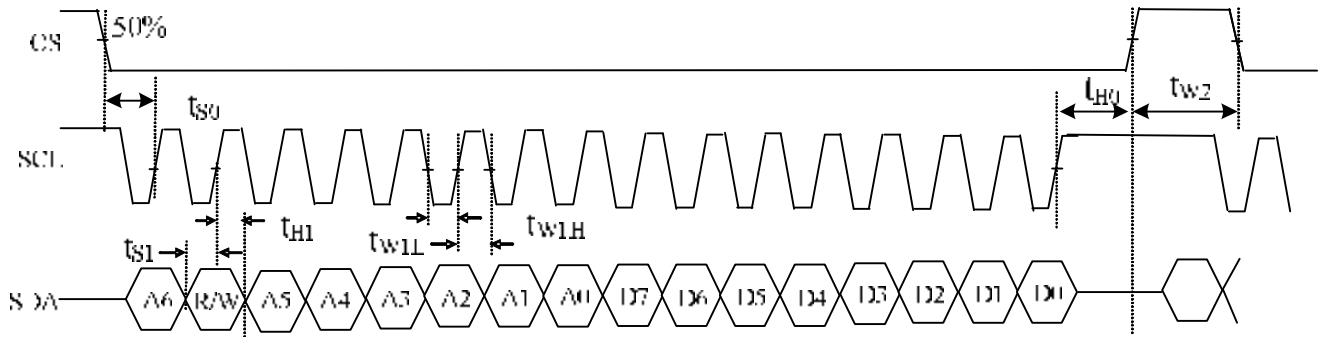 CS 50%
tS0 tH0 tW2
SCL
tS1 tH1 tW1L tW1H
SDA A6 R/W A5 A4 A3 A2 A1 A0 D7 D6 D5 D4 D3 D2 D1 D0